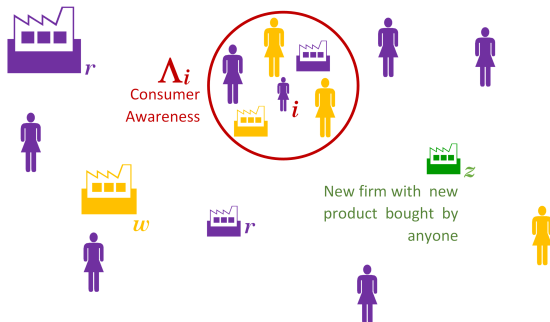 r
Λi
Consumer
Awareness
i
z
New firm with new
product bought by
anyone
w
r